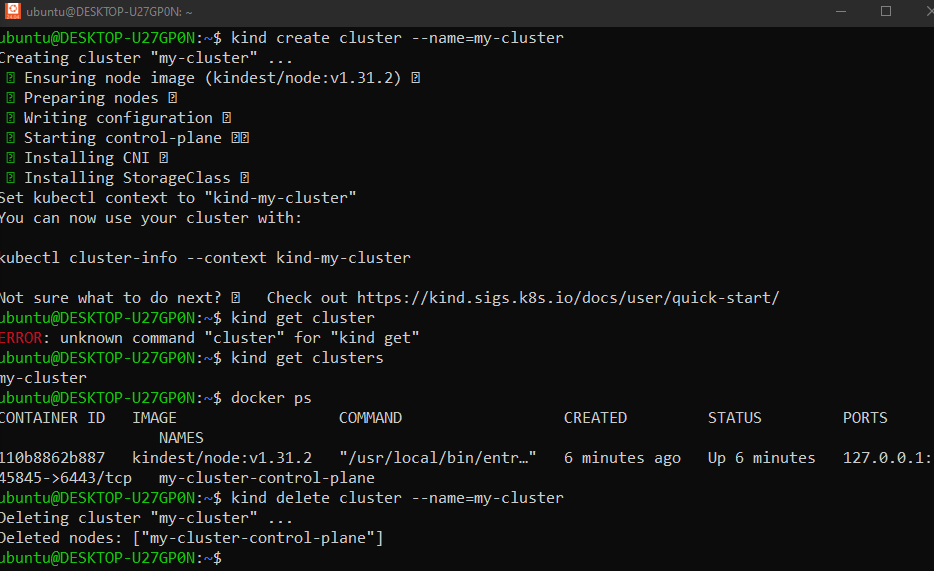 ubuntu@DESKTOP-U27GP0N: ~
ubuntu@DESKTOP-U27GP0N:~$ kind create cluster --name=my-cluster
Creating cluster "my-cluster" ...
Ensuring node image (kindest/node:v1.31.2)
Preparing nodes
Writing configuration
Starting control-plane
Installing CNI
Installing StorageClass
Set kubectl context to "kind-my-cluster"
You can now use your cluster with:
kubectl cluster-info --context kind-my-cluster
Not sure what to do next? Check out https://kind.sigs.k8s.io/docs/user/quick-start/
ubuntu@DESKTOP-U27GP0N:~$ kind get cluster
ERROR: unknown command "cluster" for "kind get"
ubuntu@DESKTOP-U27GP0N:~$ kind get clusters
my-cluster
ubuntu@DESKTOP-U27GP0N:~$ docker ps
CONTAINER ID IMAGE COMMAND CREATED STATUS PORTS
NAMES
110b8862b887 kindest/node:v1.31.2 "/usr/local/bin/entr…" 6 minutes ago Up 6 minutes 127.0.0.1:
45845->6443/tcp my-cluster-control-plane
ubuntu@DESKTOP-U27GP0N:~$ kind delete cluster --name=my-cluster
Deleting cluster "my-cluster" ...
Deleted nodes: ["my-cluster-control-plane"]
ubuntu@DESKTOP-U27GP0N:~$